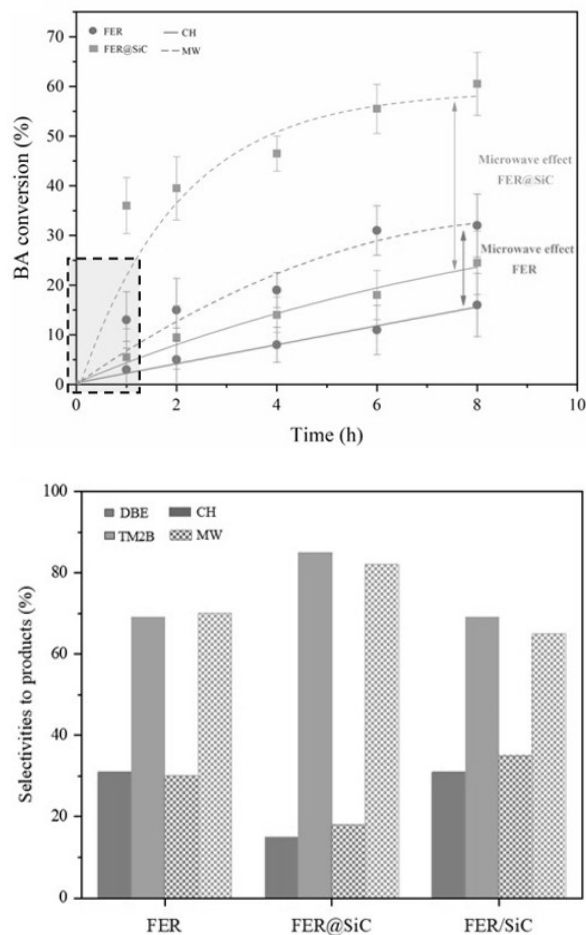 FER CH
FER@SiC MW
70
60
50
40
30
20
10
0
BA conversion (%)
Microwave effect
FER@SiC
Microwave effect
FER
0 2 4 6 8 10
Time (h)
100
80
60
40
20
0
Selectivities to products (%)
DBE CH
TM2B MW
FER FER@SiC FER/SiC